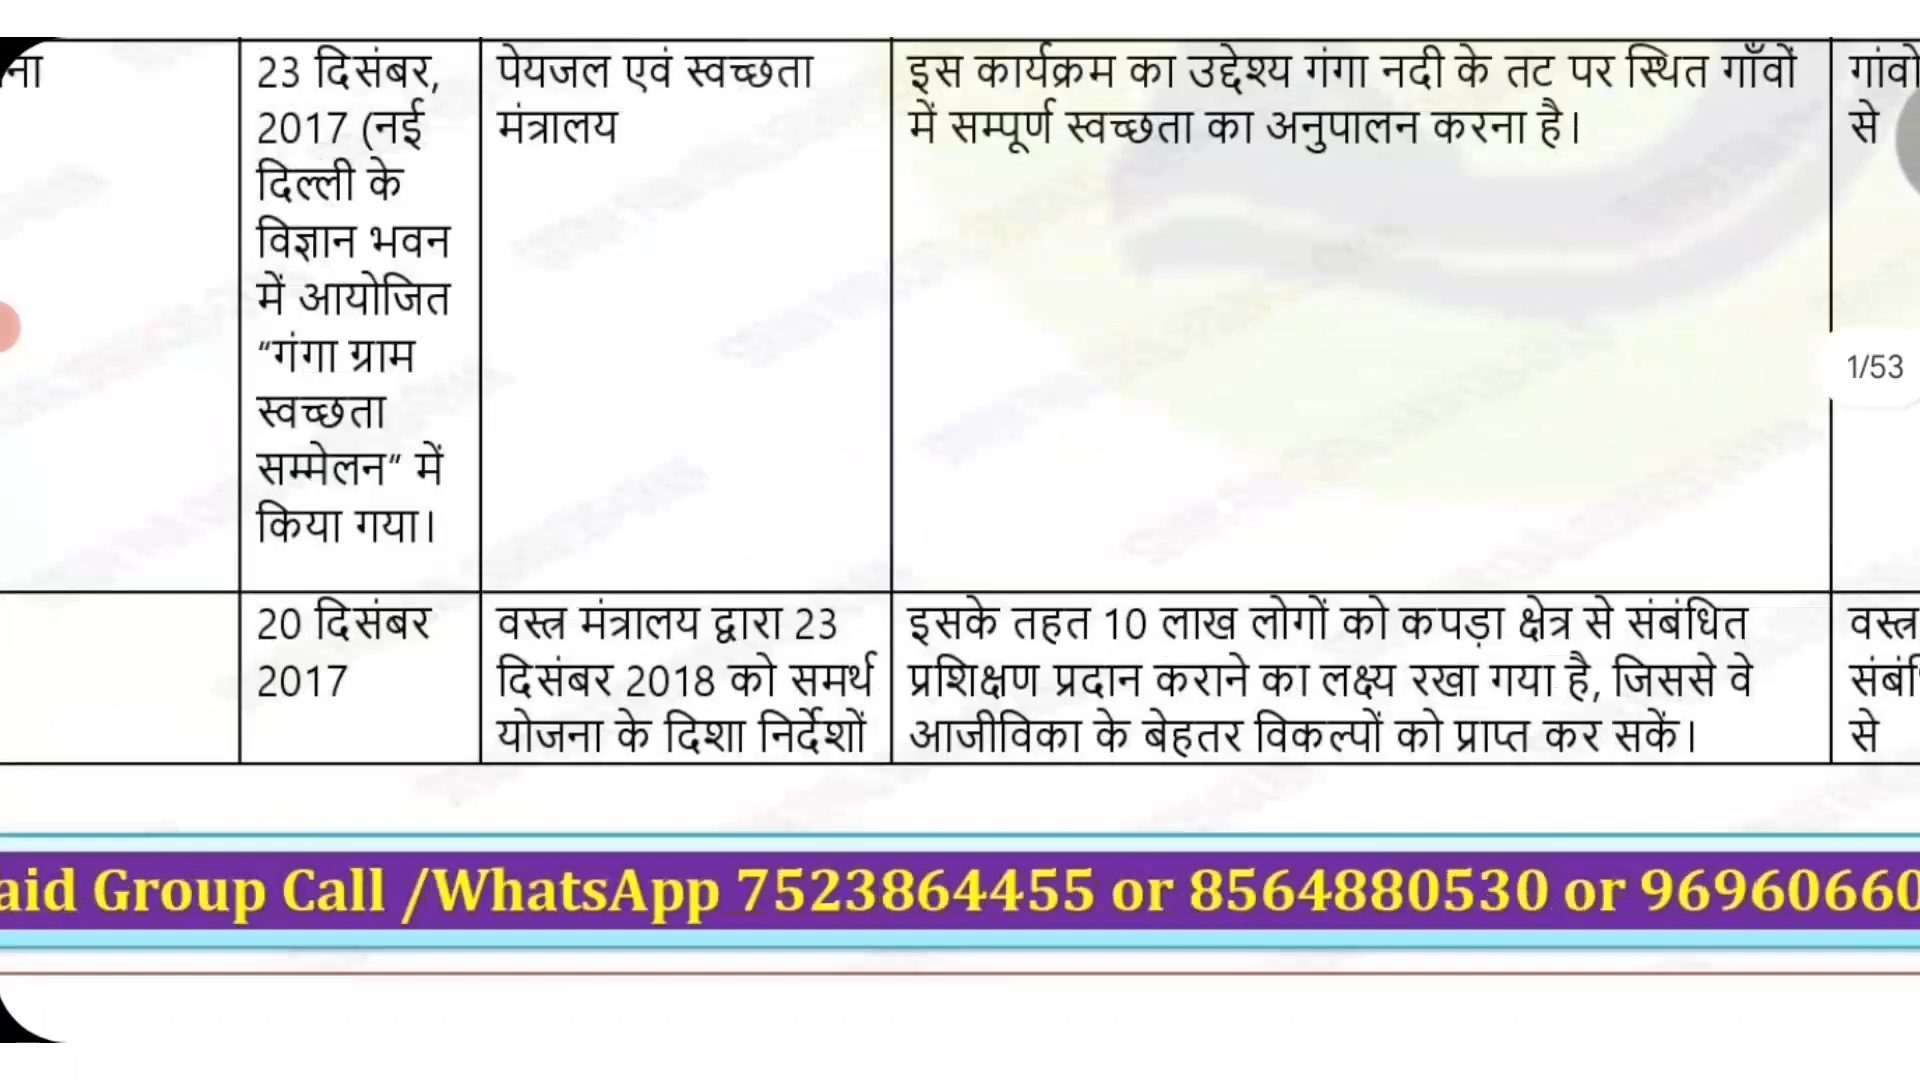 ना
23 दिसंबर,
2017 (नई
दिल्ली के
विज्ञान भवन
में आयोजित
“गंगा ग्राम
स्वच्छता
सम्मेलन” में
किया गया।
पेयजल एवं स्वच्छता
मंत्रालय
इस कार्यक्रम का उद्देश्य गंगा नदी के तट पर स्थित गाँवों
में सम्पूर्ण स्वच्छता का अनुपालन करना है।
गांवो
से
1/53
20 दिसंबर
2017
वस्त्र मंत्रालय द्वारा 23
दिसंबर 2018 को समर्थ
योजना के दिशा निर्देशों
इसके तहत 10 लाख लोगों को कपड़ा क्षेत्र से संबंधित
प्रशिक्षण प्रदान कराने का लक्ष्य रखा गया है, जिससे वे
आजीविका के बेहतर विकल्पों को प्राप्त कर सकें।
वस्त्र
संबंधि
से
aid Group Call /WhatsApp 7523864455 or 8564880530 or 96960660